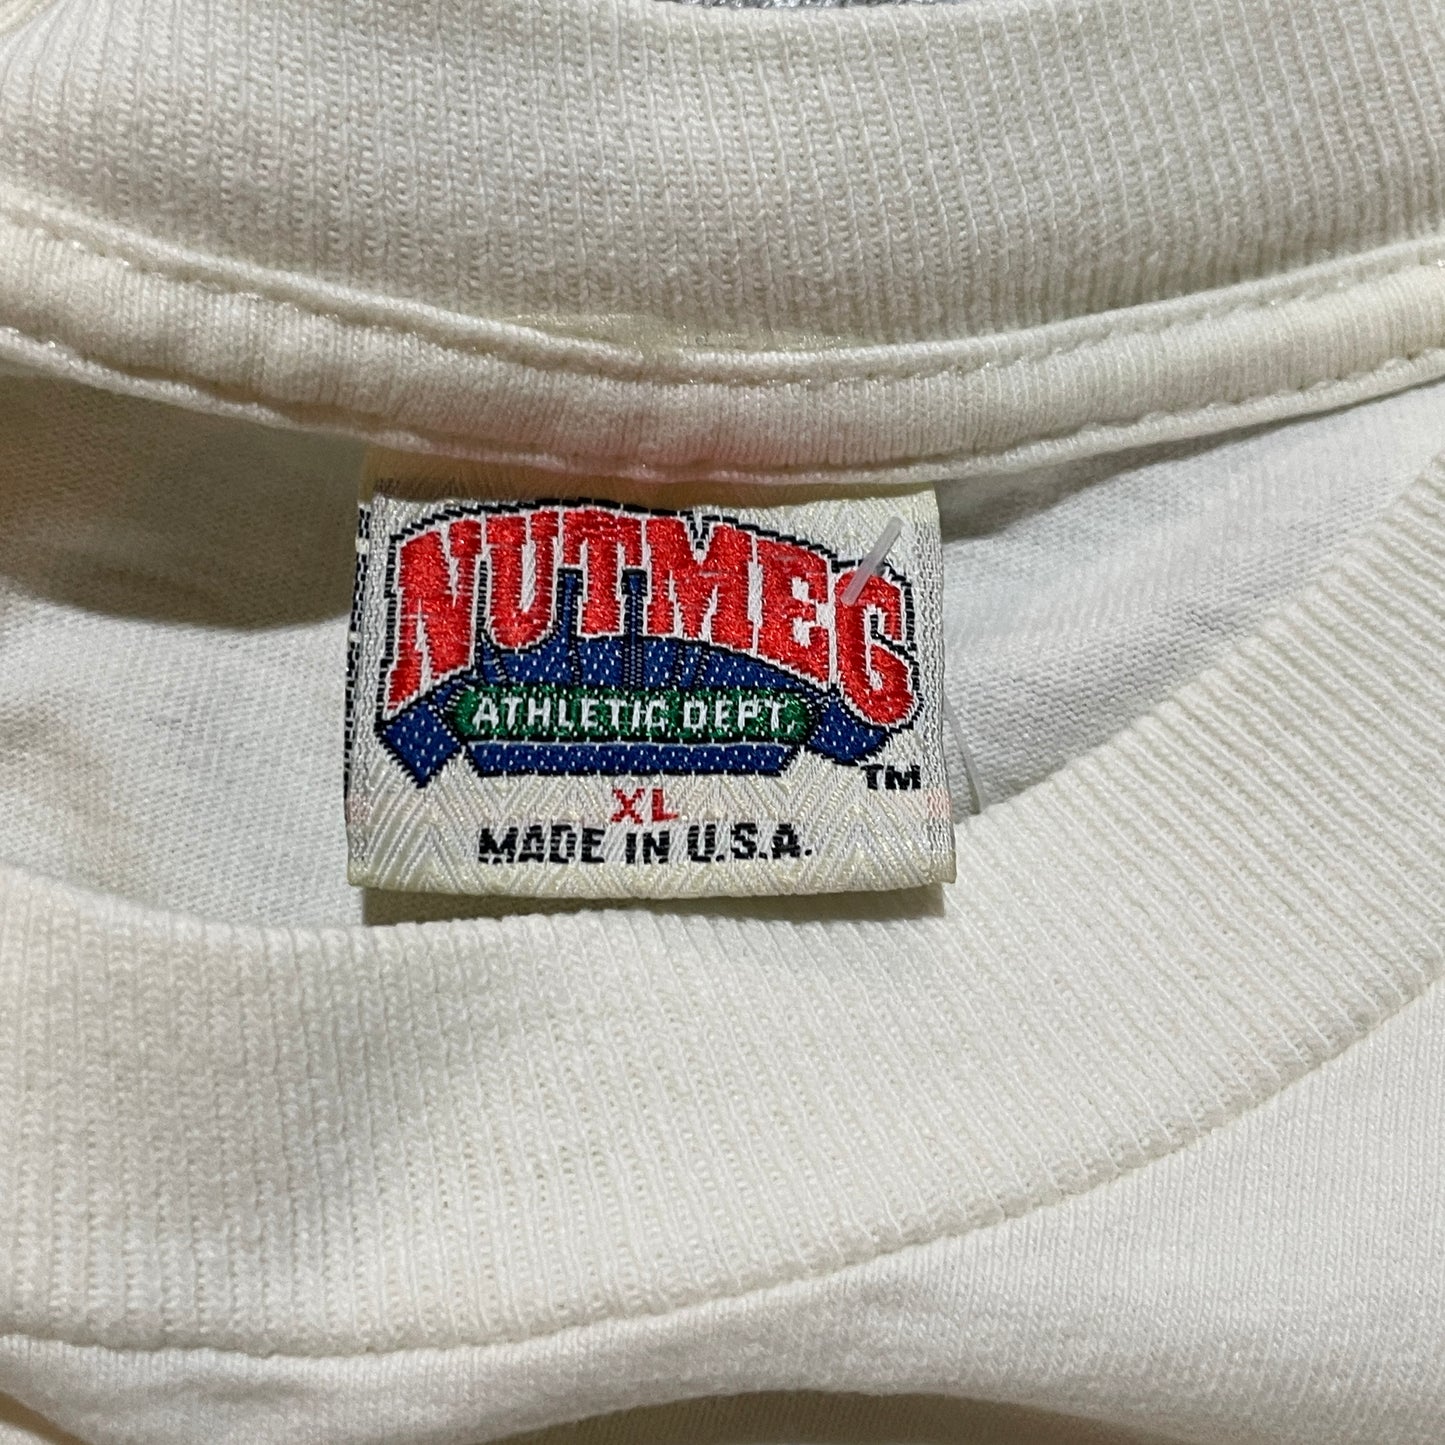 NUTMEG
ATHLETIC DEPT.
TM
XL
MADE IN U.S.A.